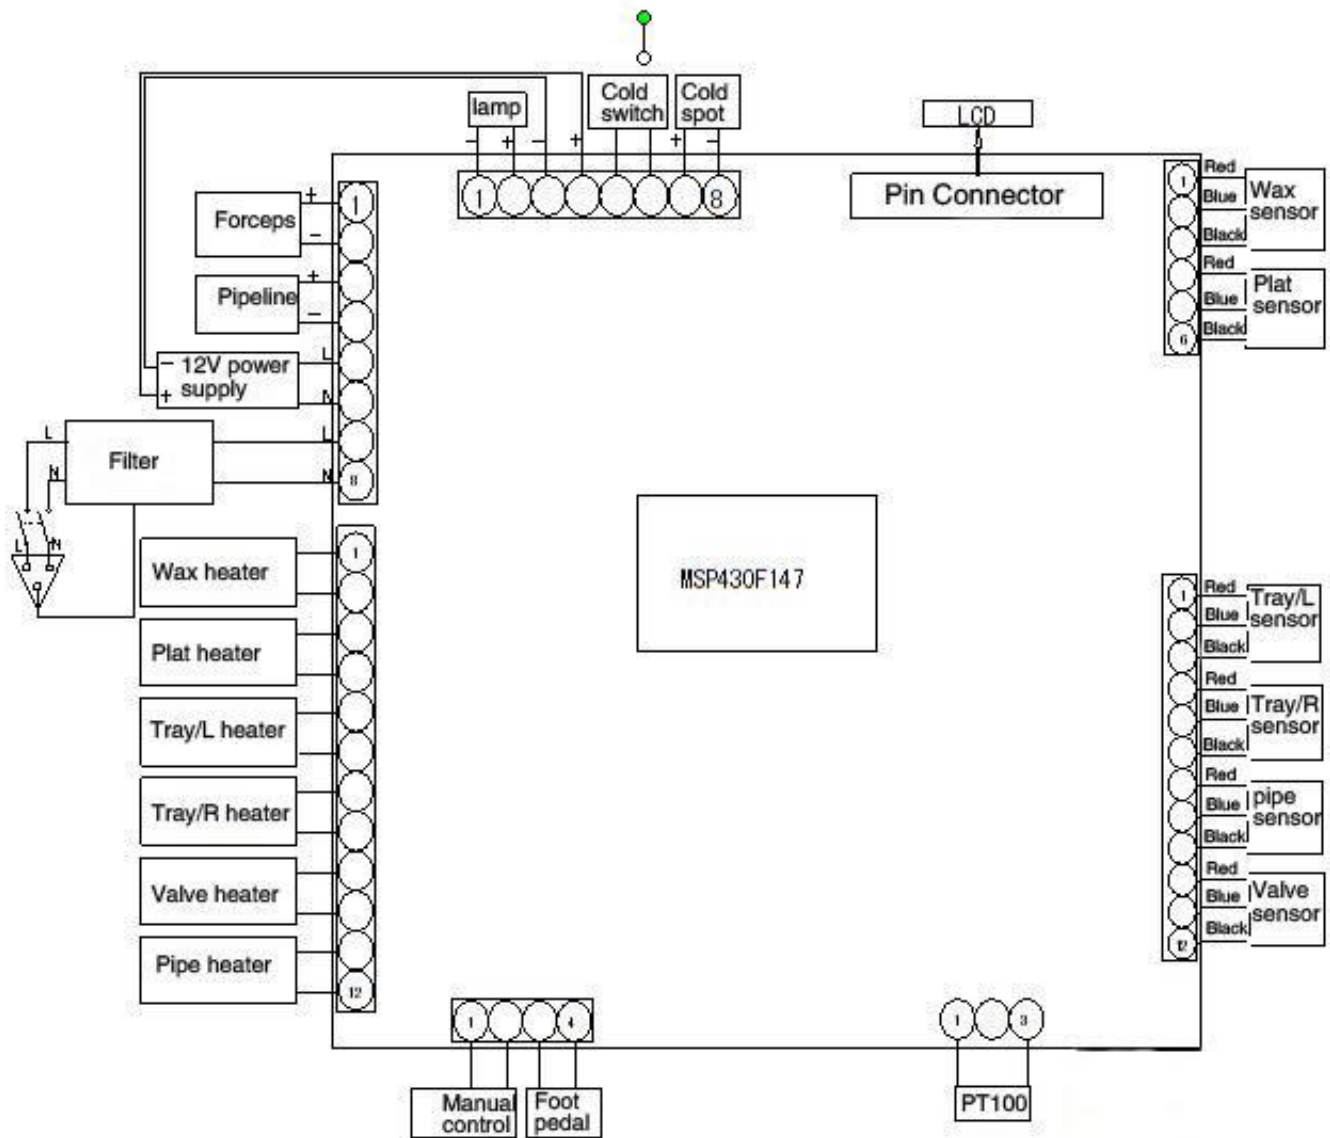 lamp
Cold
switch
Cold
spot
LCD
- + - + + -
1 8
Pin Connector
Forceps
+
-
1
Pipeline
+
-
- 12V power
+ supply
L
N
L
Filter
N
L
N
8
L N
Wax heater
1
Plat heater
Tray/L heater
Tray/R heater
Valve heater
Pipe heater
12
MSP430F147
1
Red
Blue
Black
Wax
sensor
Red
Blue
Black
6
Plat
sensor
1
Red
Blue
Black
Tray/L
sensor
Red
Blue
Black
Tray/R
sensor
Red
Blue
Black
pipe
sensor
Red
Blue
Black
12
Valve
sensor
1 4
Manual
control
Foot
pedal
1 3
PT100